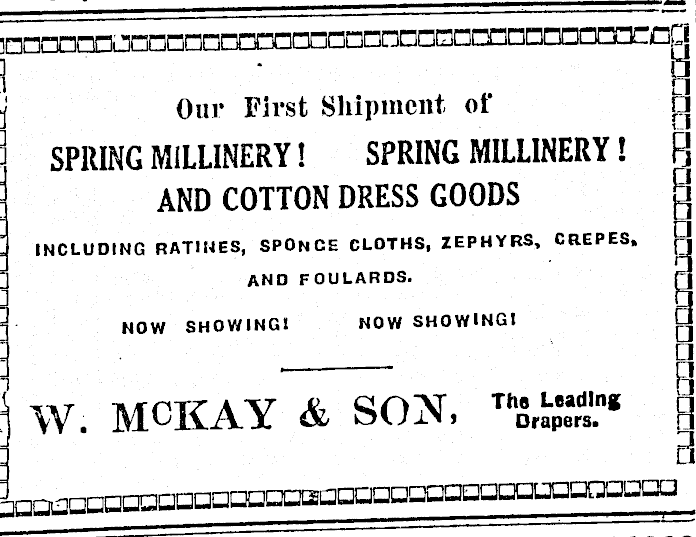 Our First Shipment of
SPRING MILLINERY! SPRING MILLINERY!
AND COTTON DRESS GOODS
INCLUDING RATINES, SPONGE CLOTHS, ZEPHYRS, CREPES,
AND FOULARDS.
NOW SHOWING! NOW SHOWING!
W. McKAY & SON, The Leading
Drapers.